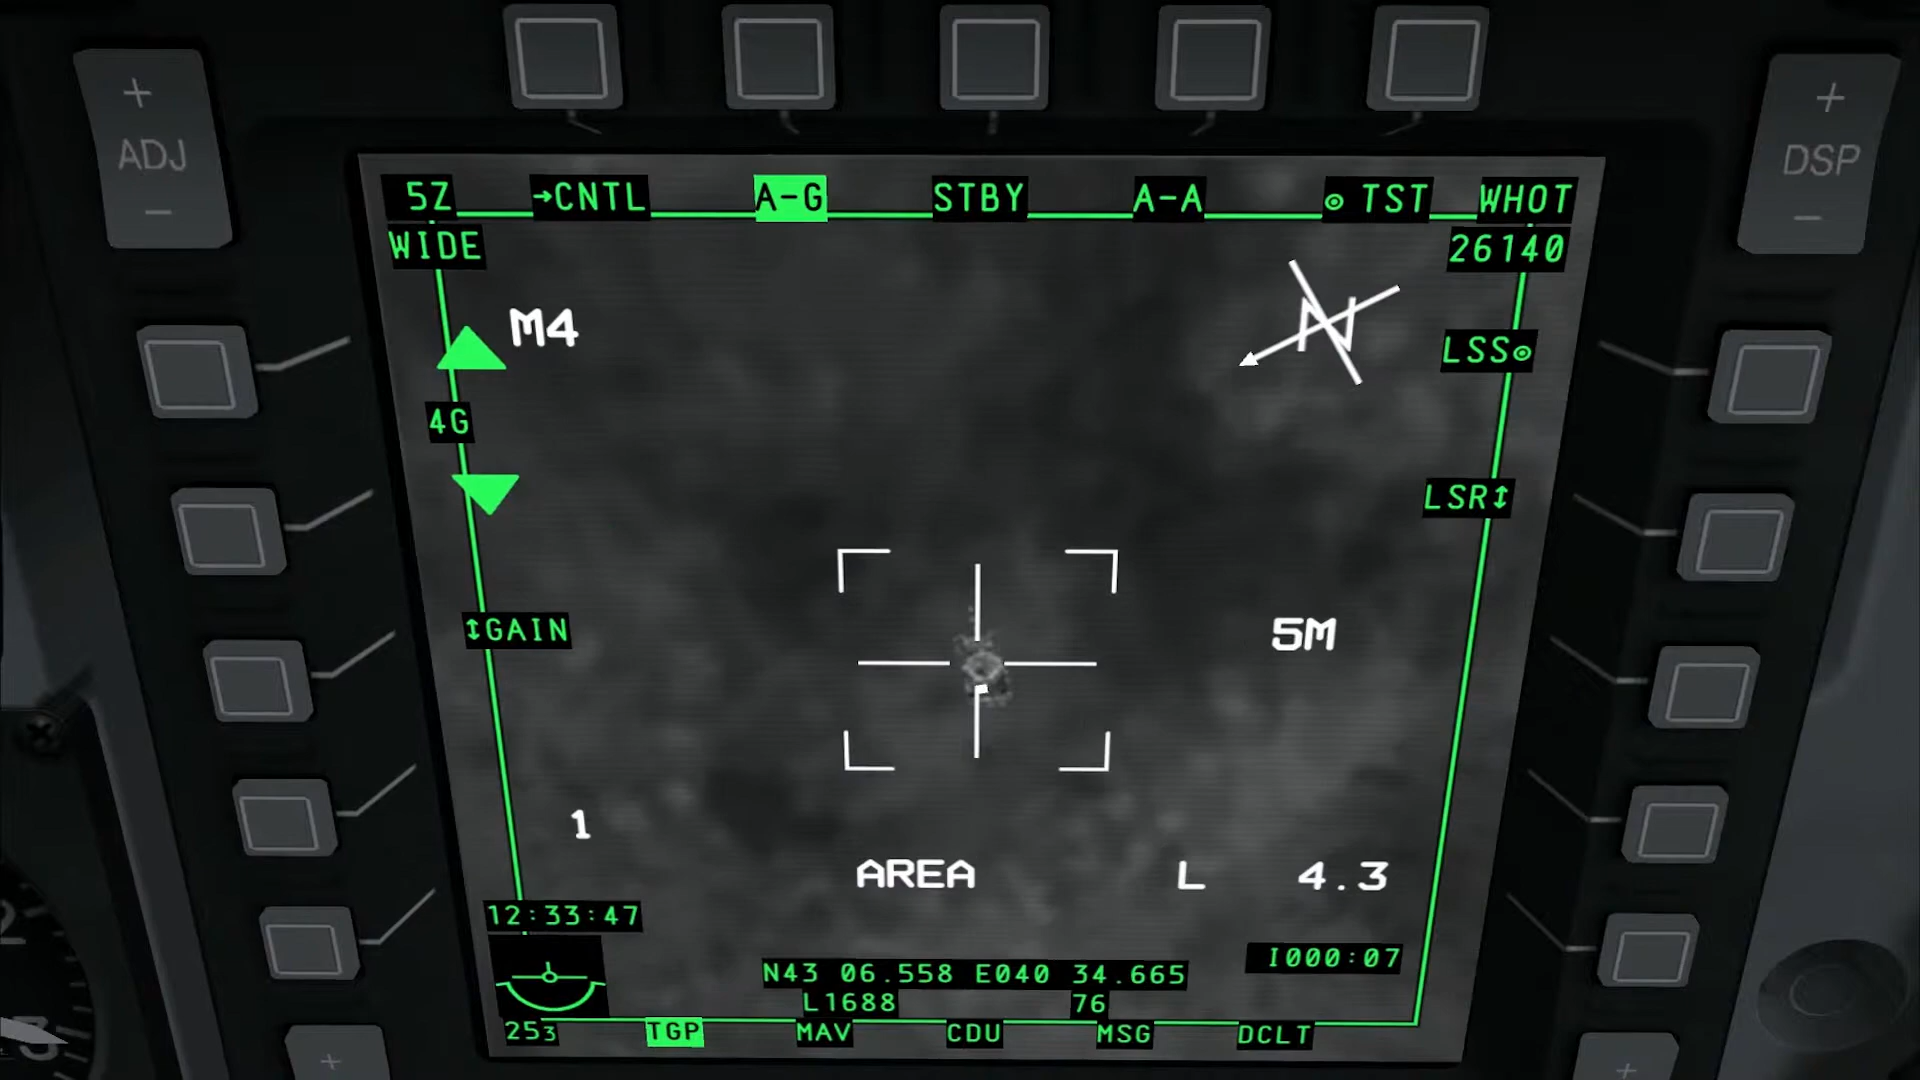 + ADJ −
+ DSP −
5Z →CNTL A-G STBY A-A ⊙ TST WHOT
WIDE 26140
M4 N
LSS⊙
4G
LSR↕
↕GAIN 5M
1
AREA L 4.3
12:33:47
I000:07
N43 06.558 E040 34.665
L1688 76
253 TGP MAV CDU MSG DCLT
2
3
+ +